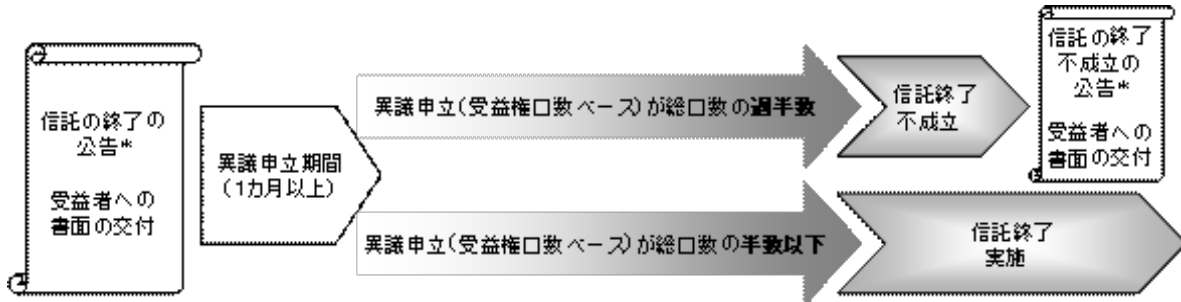 信託の終了の
公告*
受益者への
書面の交付
異議申立期間
(1カ月以上)
異議申立(受益権口数ベース)が総口数の過半数
信託終了
不成立
信託の終了
不成立の
公告*
受益者への
書面の交付
異議申立(受益権口数ベース)が総口数の半数以下
信託終了
実施